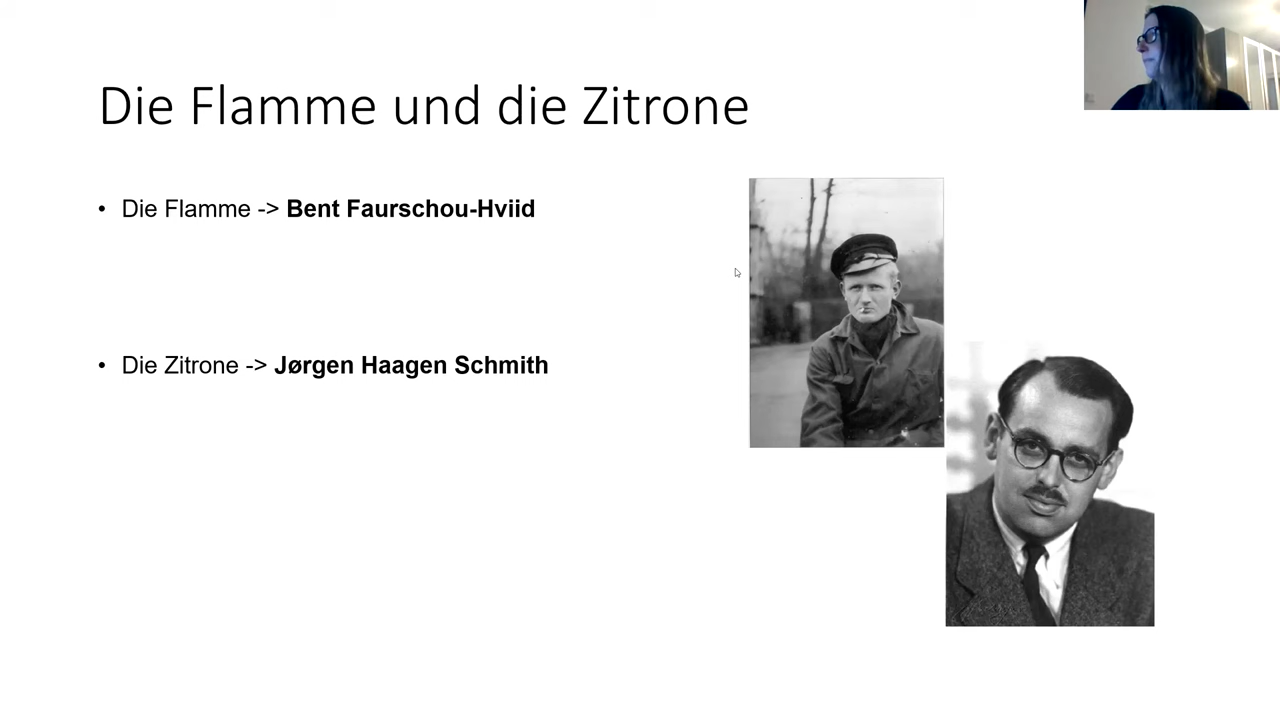 Die Flamme und die Zitrone
• Die Flamme -> Bent Faurschou-Hviid
• Die Zitrone -> Jørgen Haagen Schmith